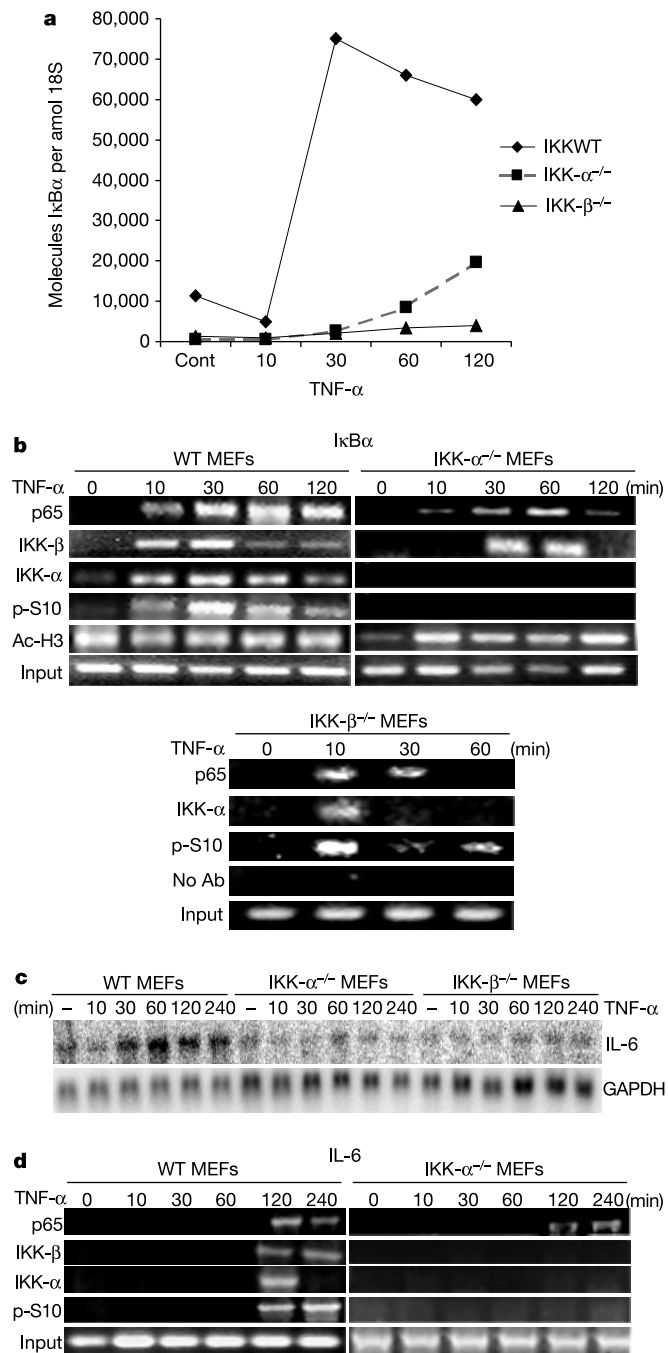 a
80,000
70,000
60,000
50,000
40,000
30,000
20,000
10,000
0
Molecules IκBα per amol 18S
Cont 10 30 60 120
TNF-α
IKKWT
IKK-α⁻/⁻
IKK-β⁻/⁻
b
IκBα
WT MEFs IKK-α⁻/⁻ MEFs
TNF-α 0 10 30 60 120 0 10 30 60 120 (min)
p65
IKK-β
IKK-α
p-S10
Ac-H3
Input
IKK-β⁻/⁻ MEFs
TNF-α 0 10 30 60 (min)
p65
IKK-α
p-S10
No Ab
Input
c
WT MEFs IKK-α⁻/⁻ MEFs IKK-β⁻/⁻ MEFs
(min) – 10 30 60 120 240 – 10 30 60 120 240 – 10 30 60 120 240 TNF-α
IL-6
GAPDH
d
IL-6
WT MEFs IKK-α⁻/⁻ MEFs
TNF-α 0 10 30 60 120 240 0 10 30 60 120 240 (min)
p65
IKK-β
IKK-α
p-S10
Input